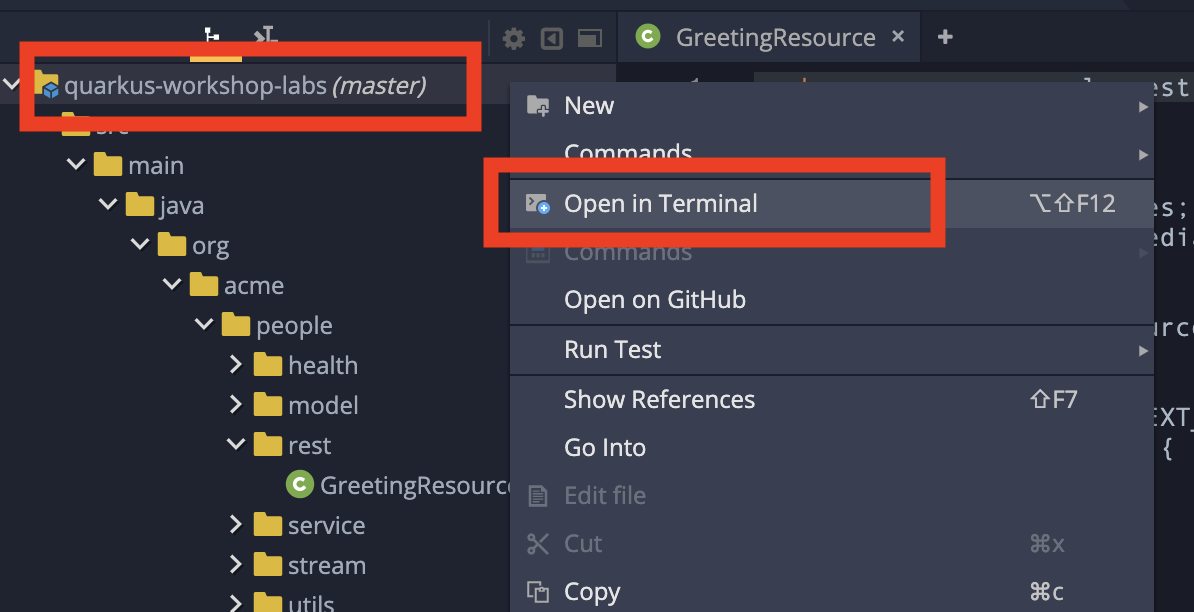 GreetingResource
quarkus-workshop-labs (master)
src
main
java
org
acme
people
health
model
rest
GreetingResource
service
stream
utils
1
New
Commands
Open in Terminal ⌥⇧F12
Commands
Open on GitHub
Run Test
Show References ⇧F7
Go Into
Edit file
Cut ⌘x
Copy ⌘c
est
es;
edia
urce
EXT_
{